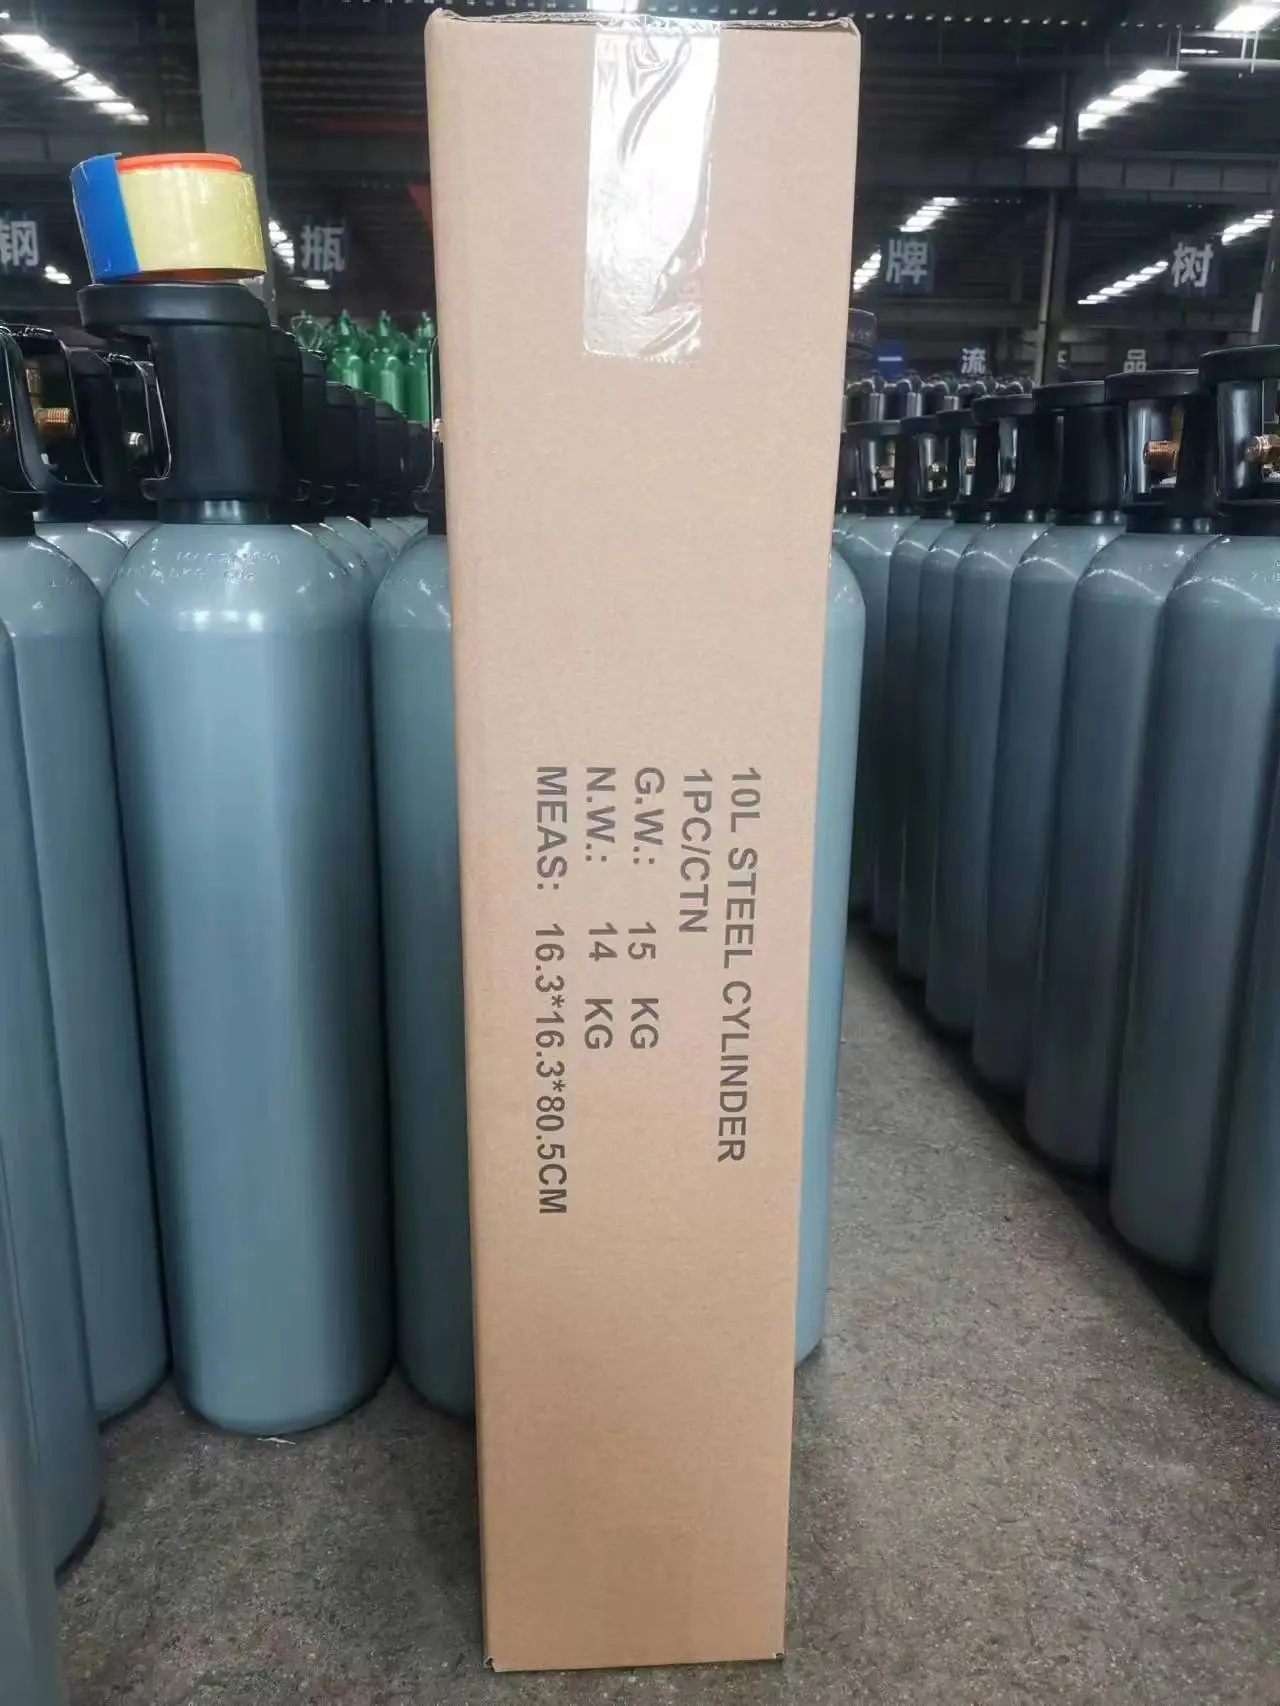 钢
瓶
牌
树
流
品
10L STEEL CYLINDER
1PC/CTN
G.W.: 15 KG
N.W.: 14 KG
MEAS: 16.3*16.3*80.5CM